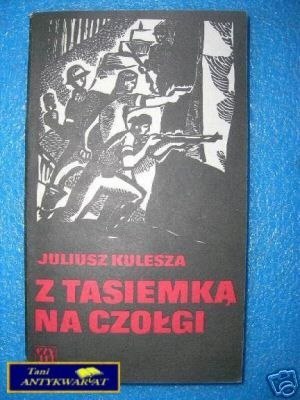 JULIUSZ KULESZA
Z TASIEMKĄ
NA CZOŁGI
Tani
ANTYKWARIAT